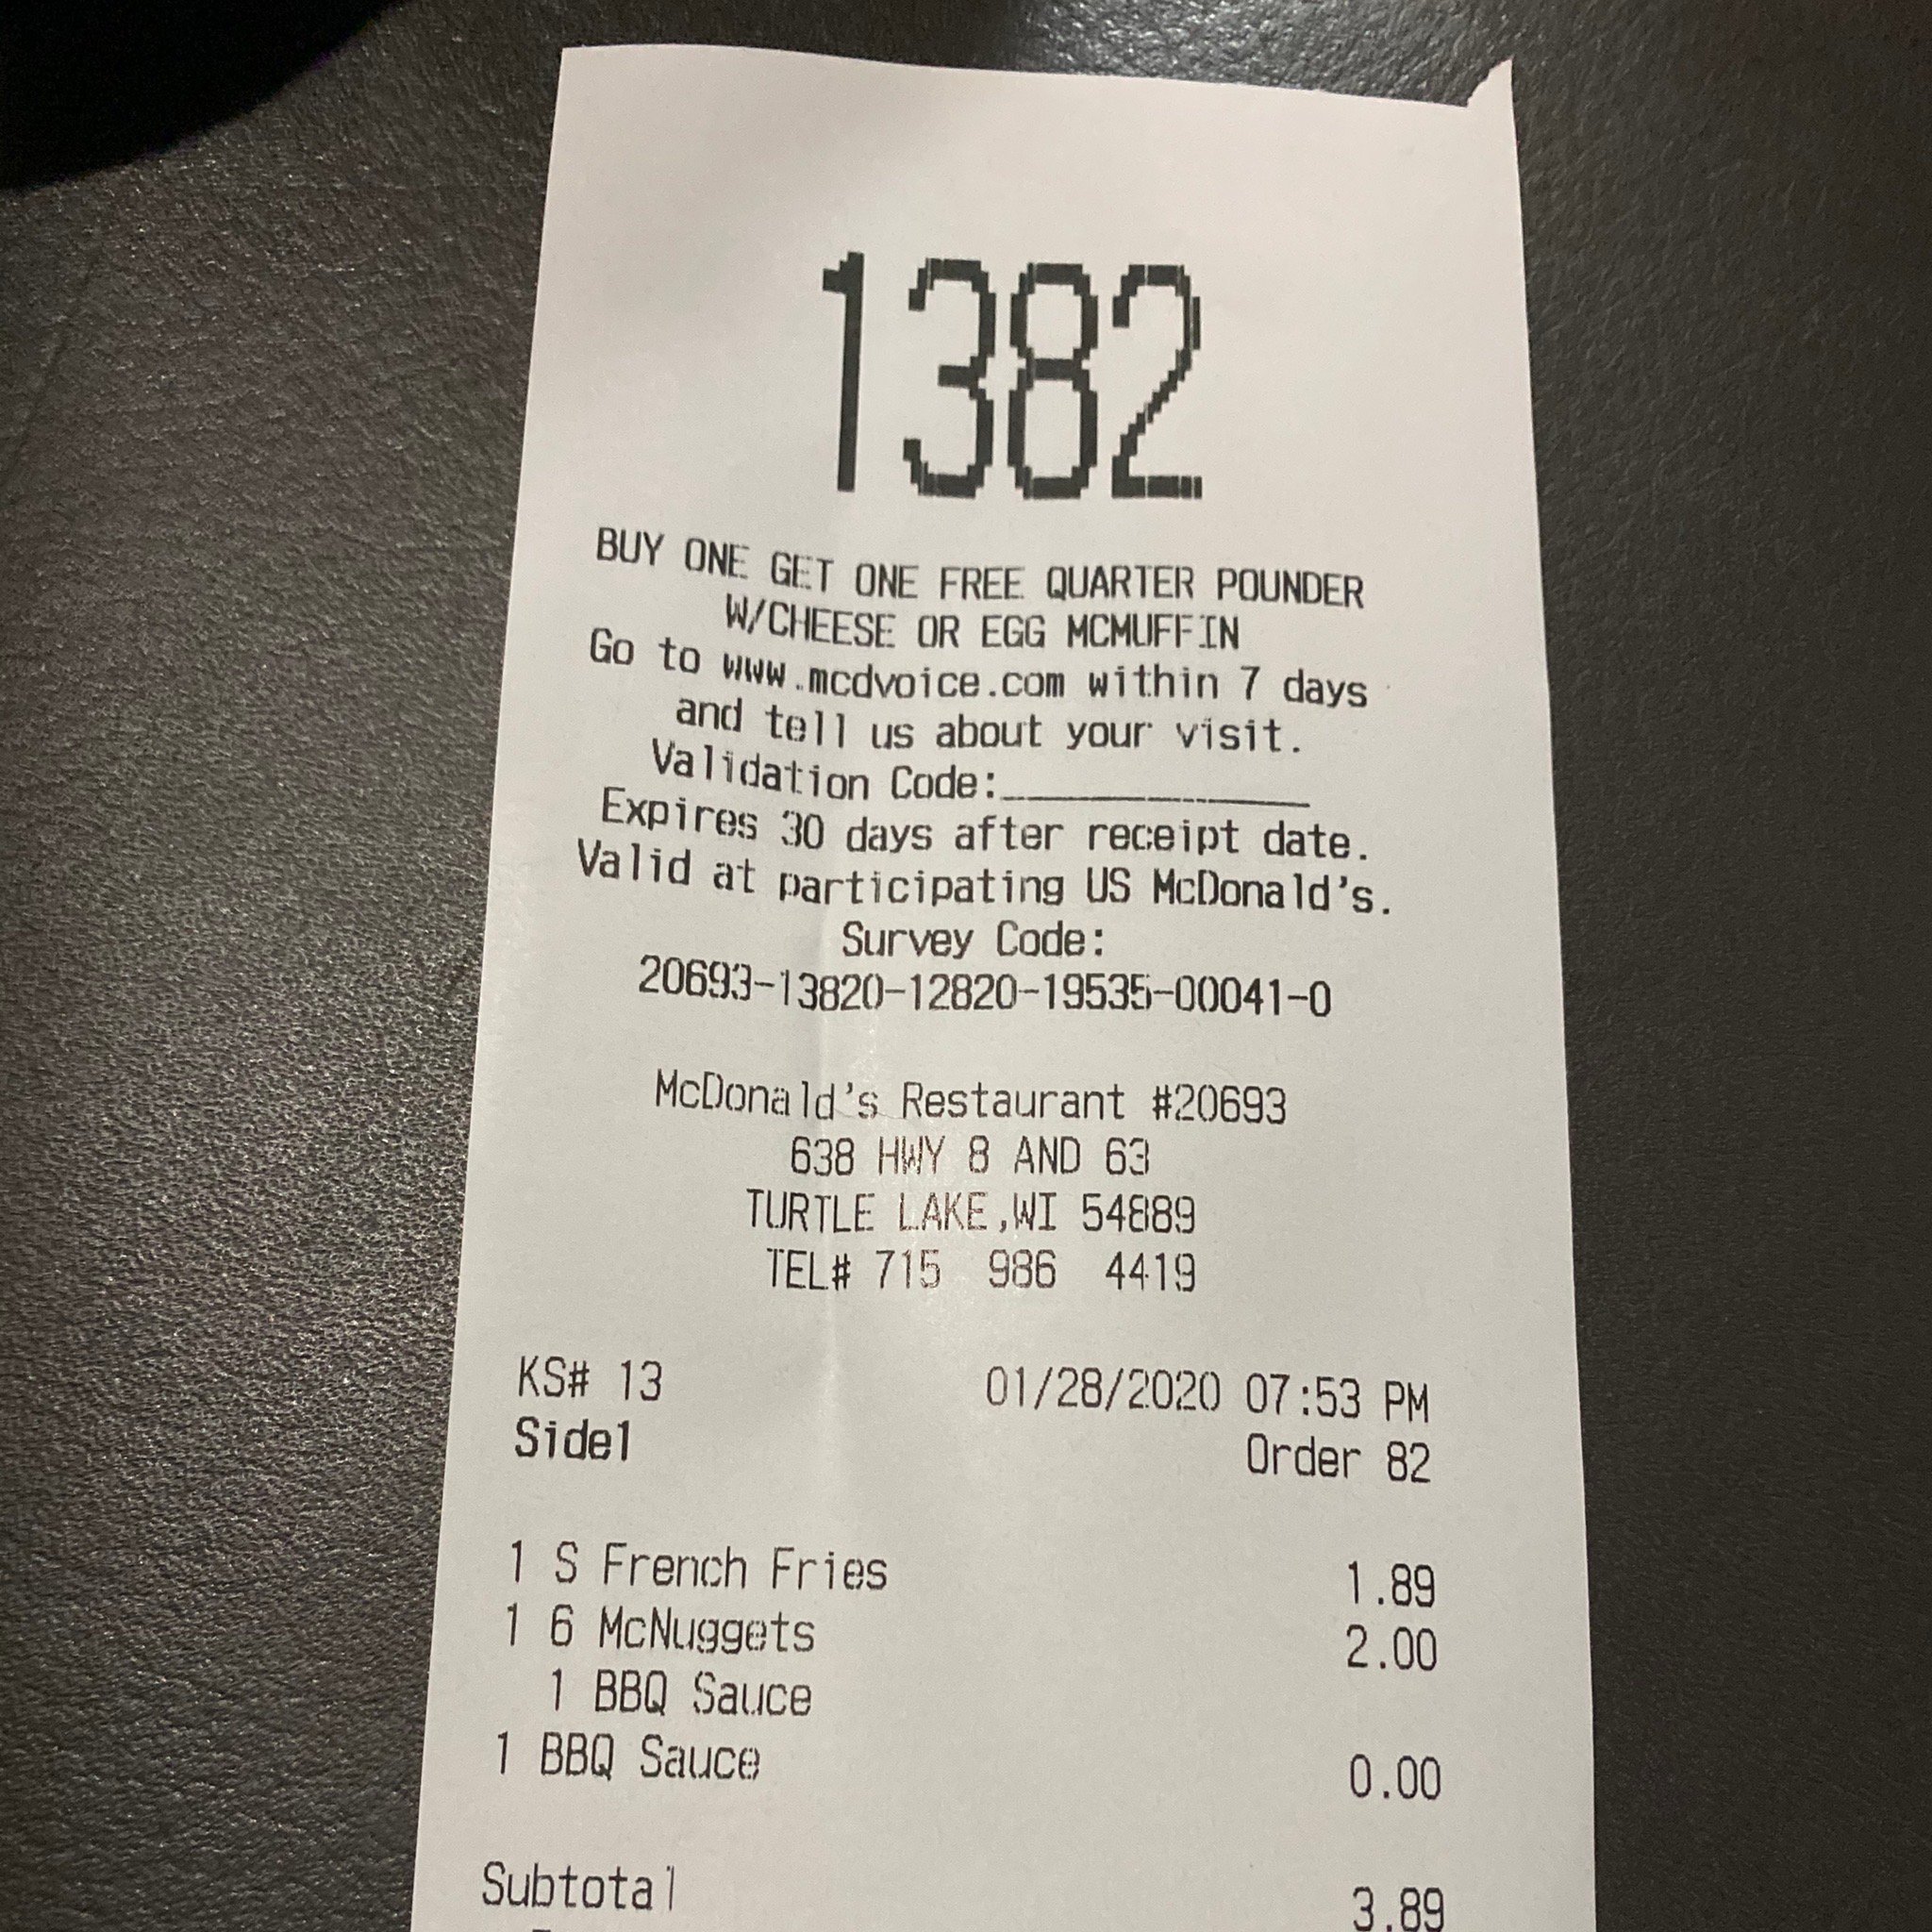 1382
BUY ONE GET ONE FREE QUARTER POUNDER
W/CHEESE OR EGG MCMUFFIN
Go to www.mcdvoice.com within 7 days
and tell us about your visit.
Validation Code:______________
Expires 30 days after receipt date.
Valid at participating US McDonald's.
Survey Code:
20693-13820-12820-19535-00041-0
McDonald's Restaurant #20693
638 HWY 8 AND 63
TURTLE LAKE,WI 54889
TEL# 715 986 4419
KS# 13 01/28/2020 07:53 PM
Side1 Order 82
1 S French Fries 1.89
1 6 McNuggets 2.00
1 BBQ Sauce
1 BBQ Sauce 0.00
Subtotal 3.89